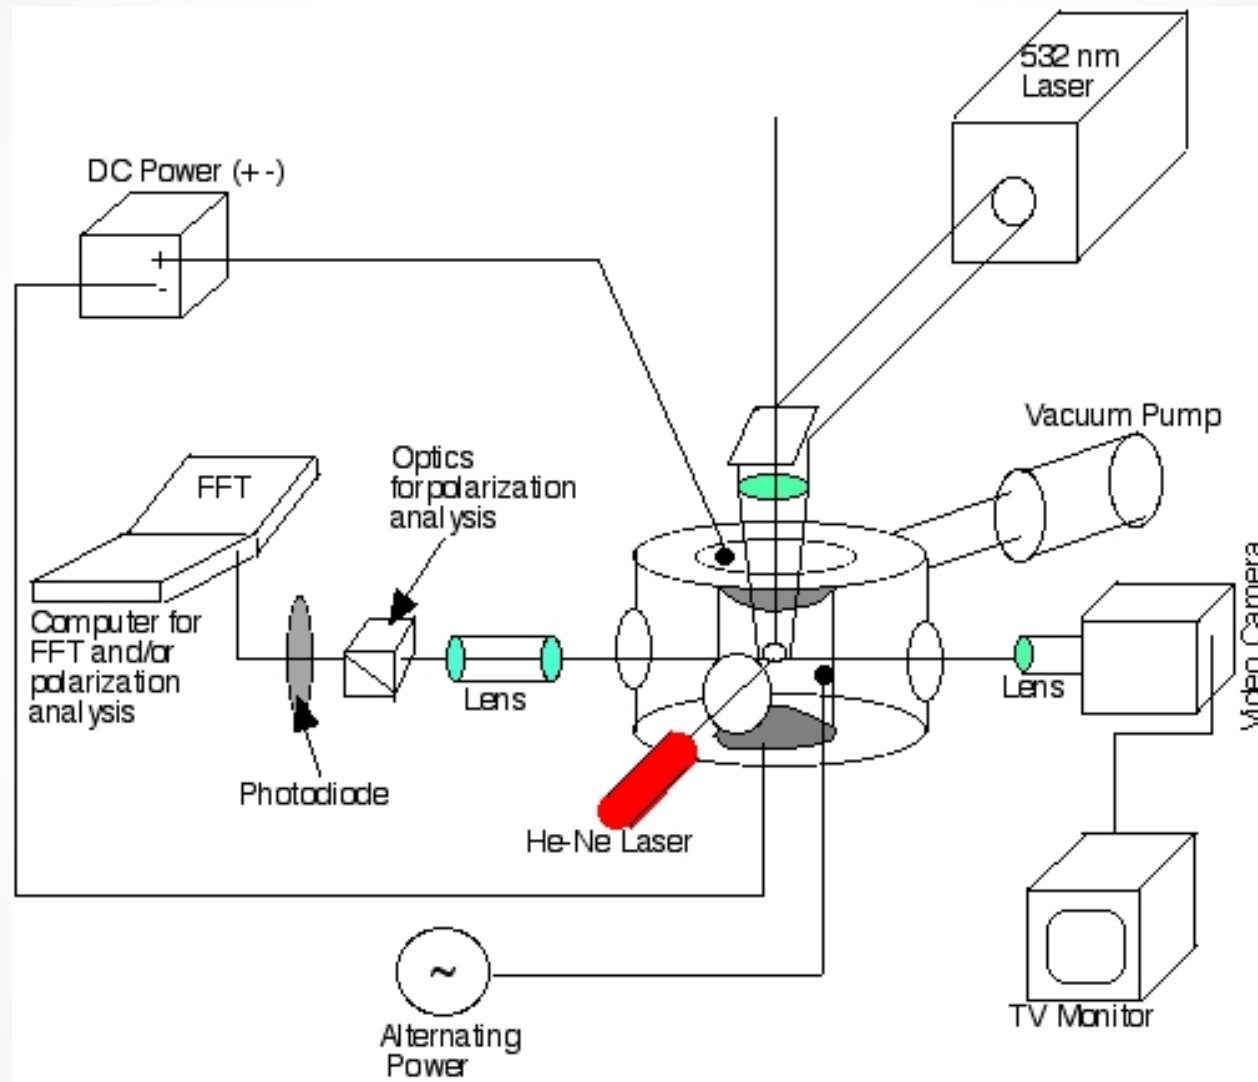 532 nm
Laser
DC Power (+ -)
+
-
Vacuum Pump
Optics
for polarization
analysis
FFT
Computer for
FFT and/or
polarization
analysis
Lens
Lens
Video Camera
Photodiode
He-Ne Laser
~
Alternating
Power
TV Monitor